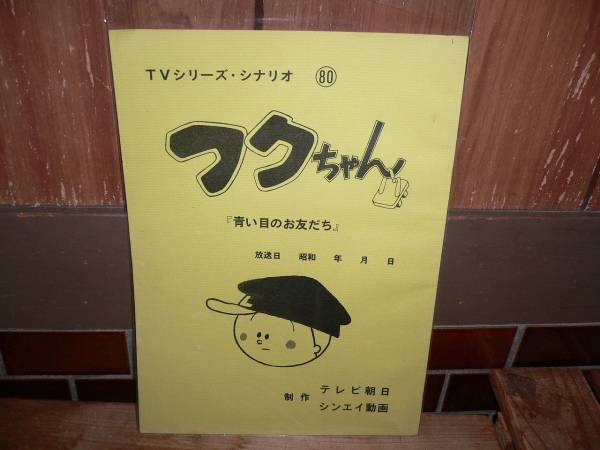 TVシリーズ・シナリオ ⑧⓪
フクちゃん
『青い目のお友だち』
放送日 昭和 年 月 日
制作 テレビ朝日
シンエイ動画